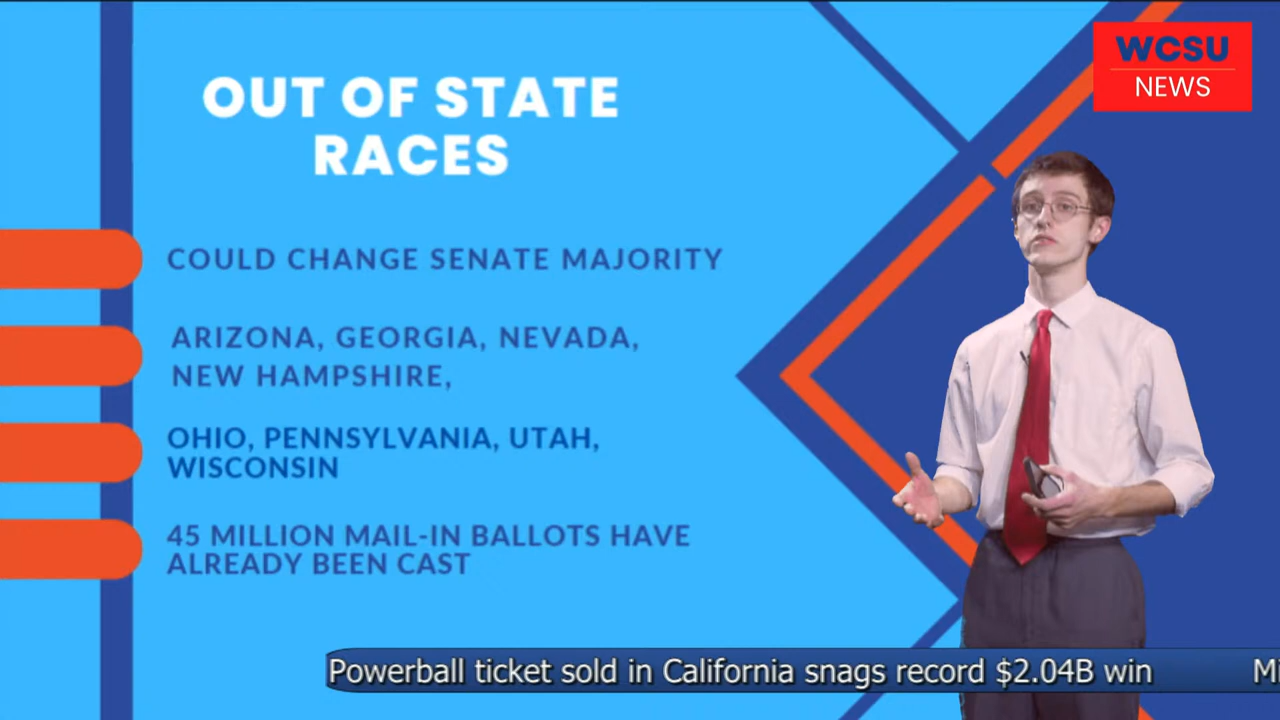 WCSU
NEWS
OUT OF STATE
RACES
COULD CHANGE SENATE MAJORITY
ARIZONA, GEORGIA, NEVADA,
NEW HAMPSHIRE,
OHIO, PENNSYLVANIA, UTAH,
WISCONSIN
45 MILLION MAIL-IN BALLOTS HAVE
ALREADY BEEN CAST
Powerball ticket sold in California snags record $2.04B win